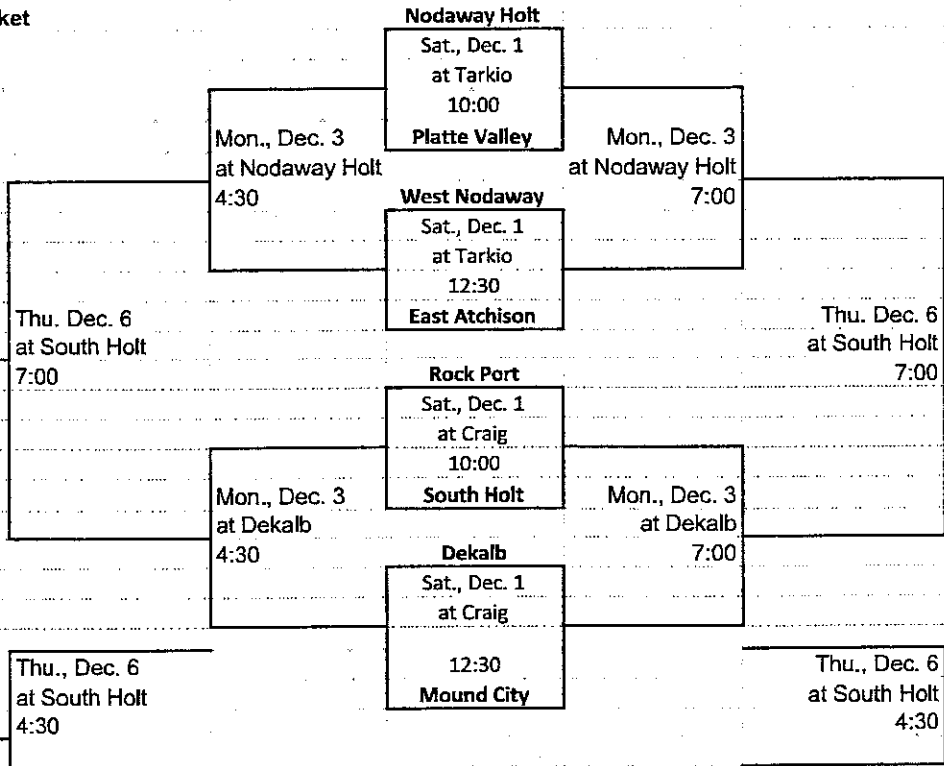 ket
Nodaway Holt
Sat., Dec. 1
at Tarkio
10:00
Platte Valley
Mon., Dec. 3
at Nodaway Holt
4:30
Mon., Dec. 3
at Nodaway Holt
7:00
West Nodaway
Sat., Dec. 1
at Tarkio
12:30
East Atchison
Thu. Dec. 6
at South Holt
7:00
Thu. Dec. 6
at South Holt
7:00
Rock Port
Sat., Dec. 1
at Craig
10:00
South Holt
Mon., Dec. 3
at Dekalb
4:30
Mon., Dec. 3
at Dekalb
7:00
Dekalb
Sat., Dec. 1
at Craig
12:30
Mound City
Thu., Dec. 6
at South Holt
4:30
Thu., Dec. 6
at South Holt
4:30